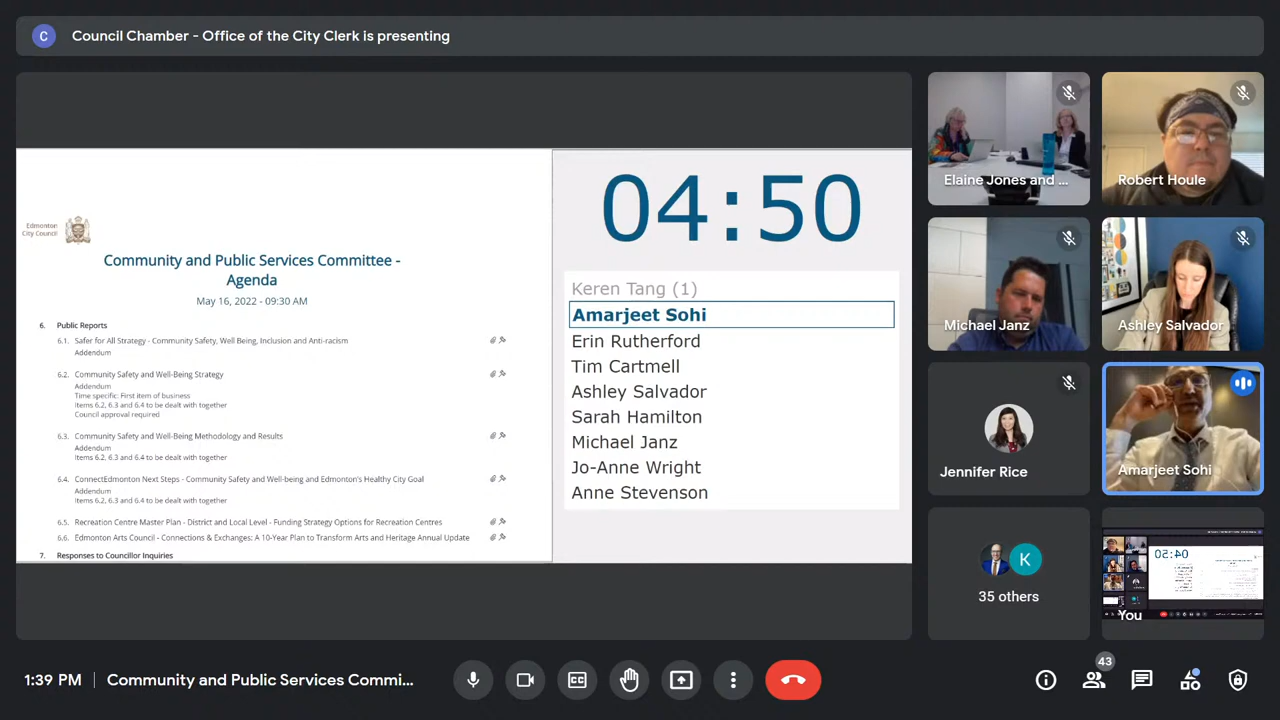 C
Council Chamber - Office of the City Clerk is presenting
Edmonton
City Council
Community and Public Services Committee -
Agenda
May 16, 2022 - 09:30 AM
6. Public Reports
6.1. Safer for All Strategy - Community Safety, Well Being, Inclusion and Anti-racism
Addendum
6.2. Community Safety and Well-Being Strategy
Addendum
Time specific: First item of business
Items 6.2, 6.3 and 6.4 to be dealt with together
Council approval required
6.3. Community Safety and Well-Being Methodology and Results
Addendum
Items 6.2, 6.3 and 6.4 to be dealt with together
6.4. ConnectEdmonton Next Steps - Community Safety and Well-being and Edmonton's Healthy City Goal
Addendum
Items 6.2, 6.3 and 6.4 to be dealt with together
6.5. Recreation Centre Master Plan - District and Local Level - Funding Strategy Options for Recreation Centres
6.6. Edmonton Arts Council - Connections & Exchanges: A 10-Year Plan to Transform Arts and Heritage Annual Update
7. Responses to Councillor Inquiries
04:50
Keren Tang (1)
Amarjeet Sohi
Erin Rutherford
Tim Cartmell
Ashley Salvador
Sarah Hamilton
Michael Janz
Jo-Anne Wright
Anne Stevenson
Elaine Jones and ...
Robert Houle
Michael Janz
Ashley Salvador
Jennifer Rice
Amarjeet Sohi
K
35 others
04:50
You
1:39 PM
Community and Public Services Commi...
CC
43